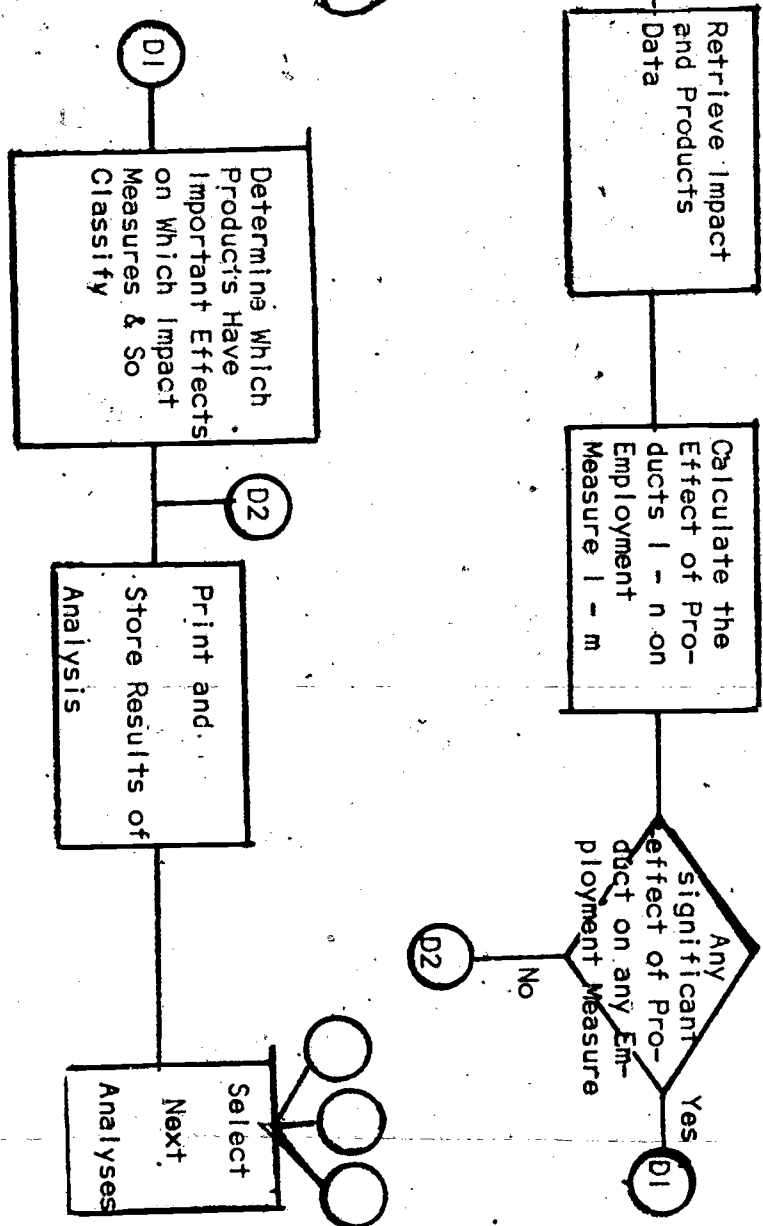 Retrieve Impact
and Products
Data
Calculate the
Effect of Pro-
ducts I - n on
Employment
Measure I - m
Any
significant
effect of Pro-
duct on any Em-
ployment Measure
Yes
D1
No
D2
D1
Determine Which
Products Have
Important Effects
on Which Impact
Measures & So
Classify
D2
Print and
Store Results of
Analysis
Select
Next
Analyses